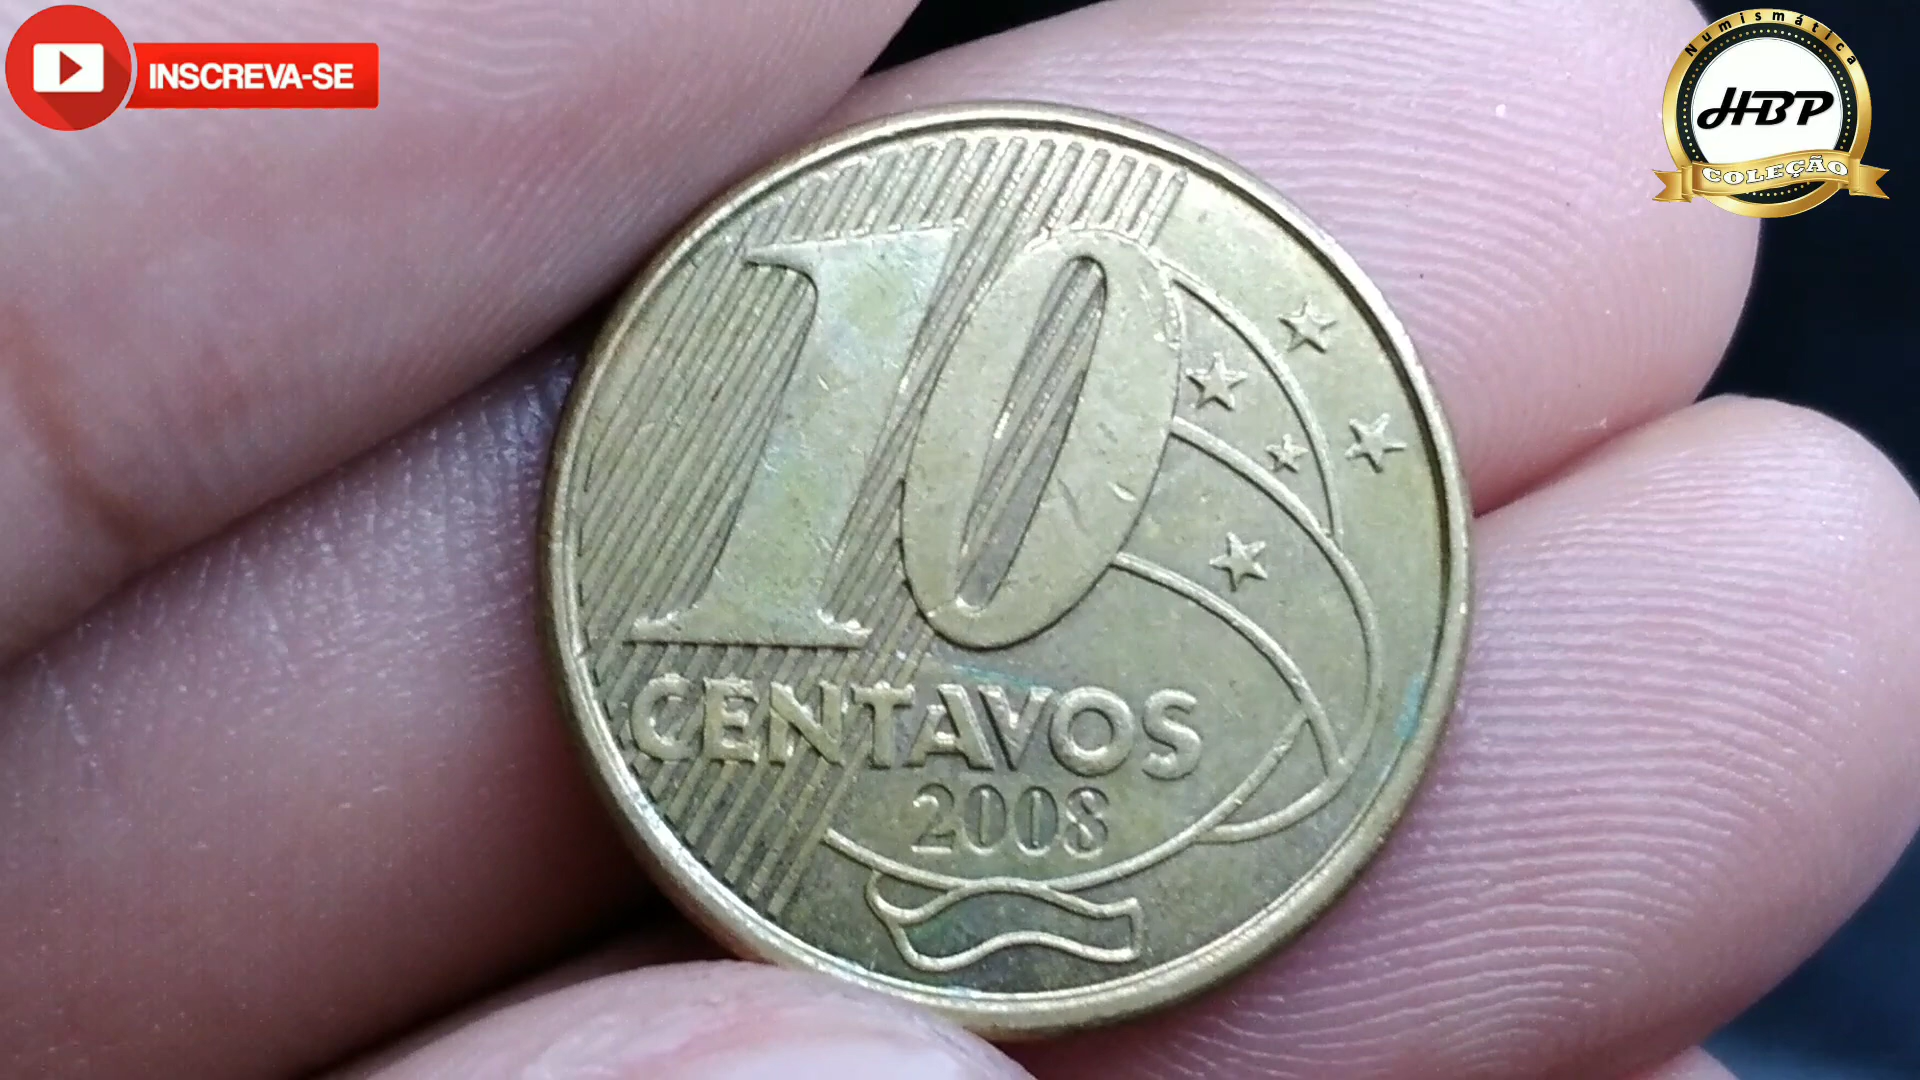 INSCREVA-SE
Numismática
HBP
COLEÇÃO
10
CENTAVOS
2008